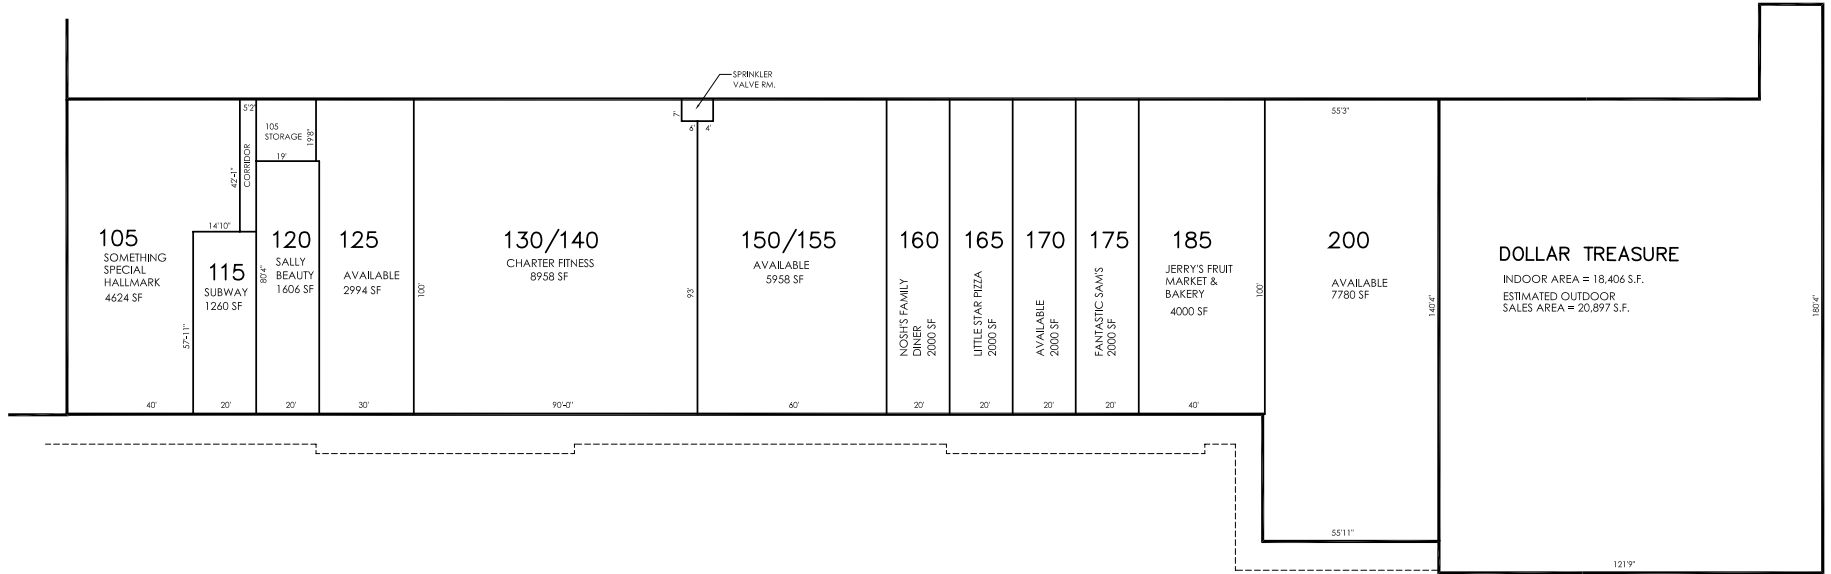 SPRINKLER
VALVE RM.
5'2"
105
STORAGE
19'8"
19'
CORRIDOR
42'-1"
7'
6'
4'
55'3"
105
SOMETHING
SPECIAL
HALLMARK
4624 SF
14'10"
115
SUBWAY
1260 SF
57'-11"
120
SALLY
BEAUTY
1606 SF
80'4"
125
AVAILABLE
2994 SF
100'
130/140
CHARTER FITNESS
8958 SF
93'
150/155
AVAILABLE
5958 SF
160
NOSH'S FAMILY
DINER
2000 SF
165
LITTLE STAR PIZZA
2000 SF
170
AVAILABLE
2000 SF
175
FANTASTIC SAM'S
2000 SF
185
JERRY'S FRUIT
MARKET &
BAKERY
4000 SF
100'
200
AVAILABLE
7780 SF
140'4"
DOLLAR TREASURE
INDOOR AREA = 18,406 S.F.
ESTIMATED OUTDOOR
SALES AREA = 20,897 S.F.
180'4"
40'
20'
20'
30'
90'-0"
60'
20'
20'
20'
20'
40'
55'11"
121'9"